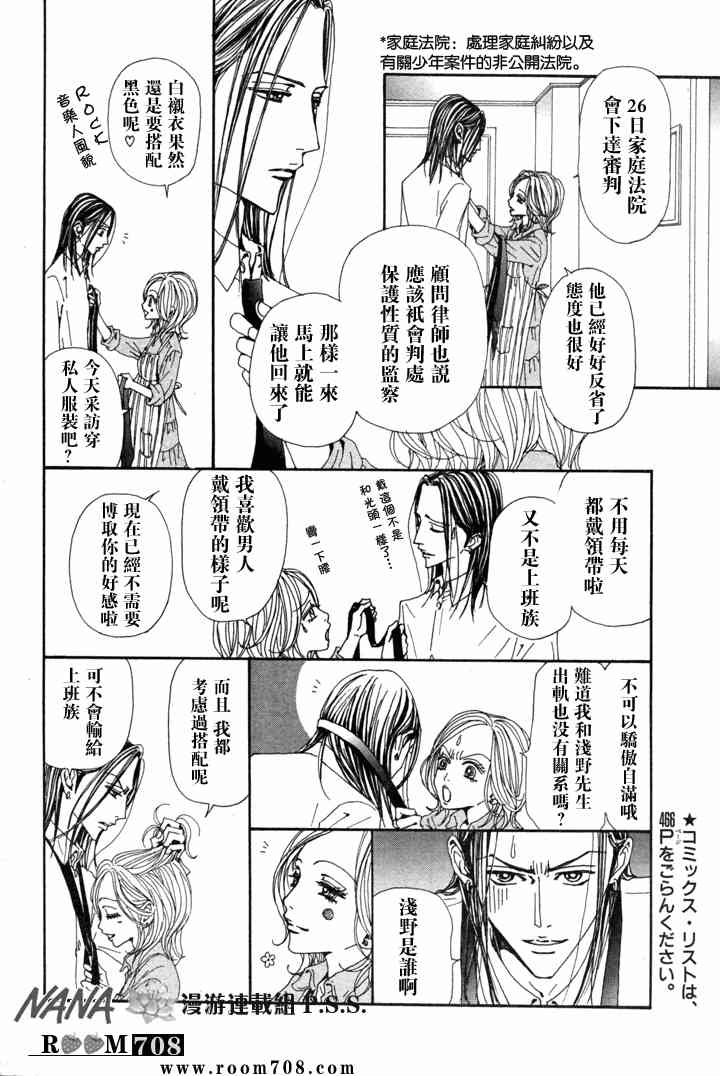 *家庭法院：處理家庭糾紛以及
有關少年案件的非公開法院。
26日家庭法院
會下達審判
他已經好好反省了
態度也很好
顧問律師也說
應該祗會判處
保護性質的監察
那樣一來
馬上就能
讓他回來了
白襯衣果然
還是要搭配
黑色呢♡
ROCK
音樂人風貌
今天采訪穿
私人服裝吧？
不用每天
都戴領帶啦
又不是上班族
戴這個不是
和光頭一樣了…
彎一下腰
我喜歡男人
戴領帶的樣子呢
現在已經不需要
博取你的好感啦
不可以驕傲自滿哦
難道我和淺野先生
出軌也没有關系嗎？
而且 我都
考慮過搭配呢
可不會輸給
上班族
淺野是誰啊
★コミックス・リストは、
466Pをごらんください。
ページ
NANA 漫游連載組 P.S.S.
ROOM 708
www.room708.com